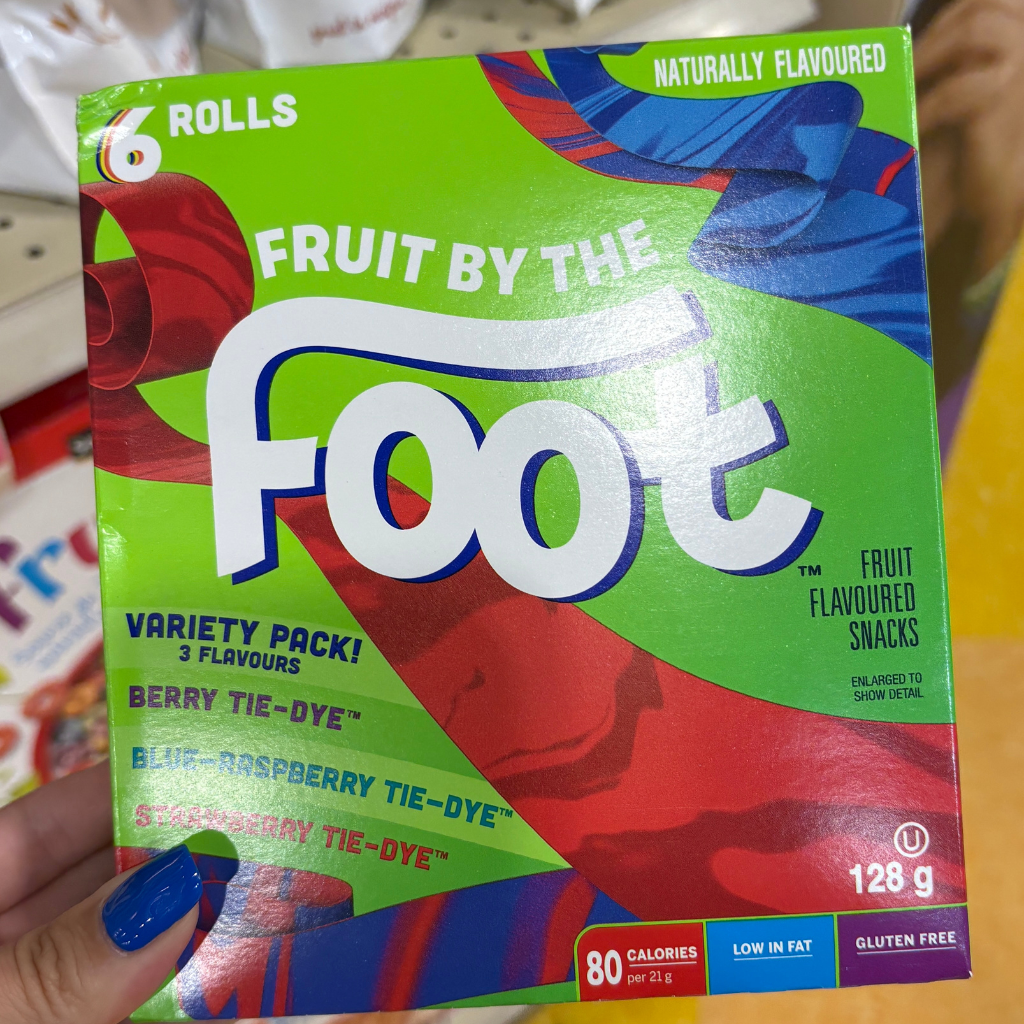 NATURALLY FLAVOURED
6 ROLLS
FRUIT BY THE
Foot™
FRUIT
FLAVOURED
SNACKS
ENLARGED TO
SHOW DETAIL
VARIETY PACK!
3 FLAVOURS
BERRY TIE-DYE™
BLUE-RASPBERRY TIE-DYE™
STRAWBERRY TIE-DYE™
U
128 g
80 CALORIES
per 21 g
LOW IN FAT
GLUTEN FREE